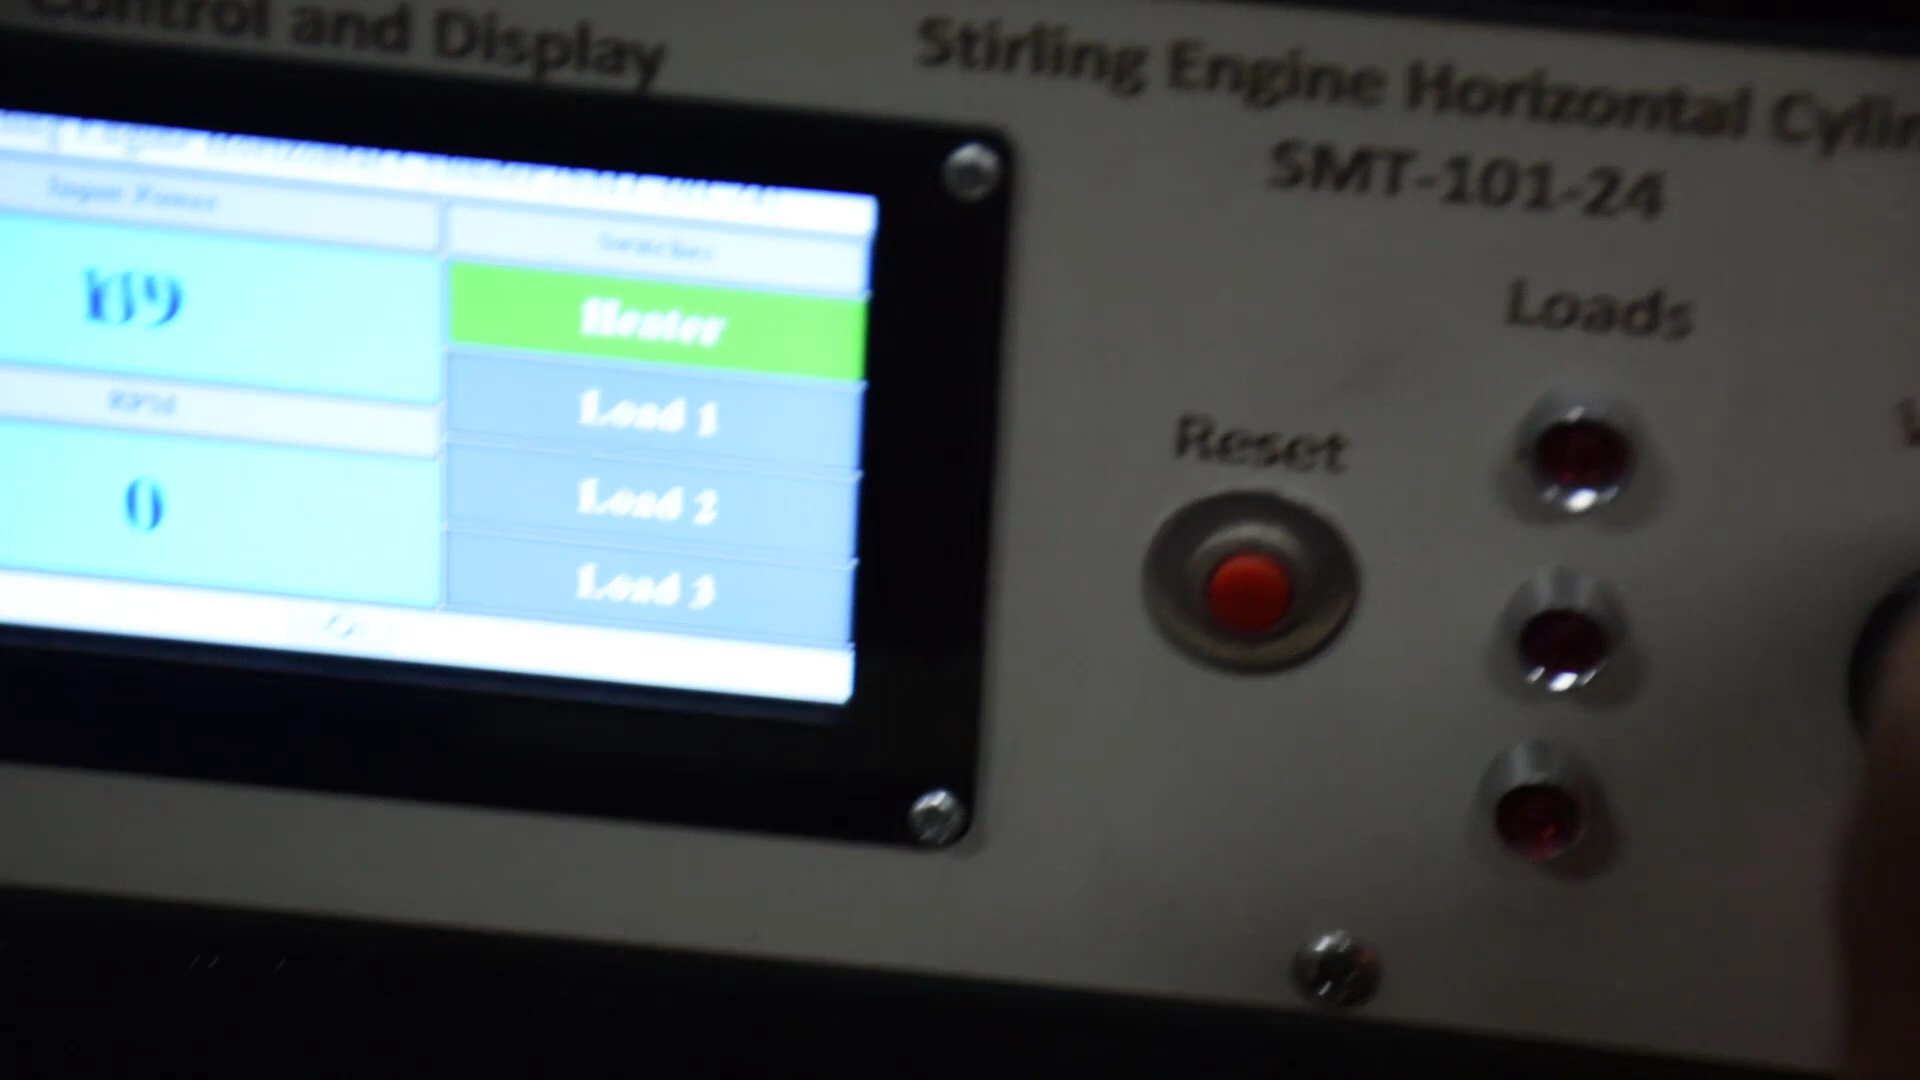 Control and Display
Stirling Engine Horizontal Cylin
SMT-101-24
Input Power
Switches
Heater
Load 1
RPM
Load 2
0
Load 3
Loads
Reset